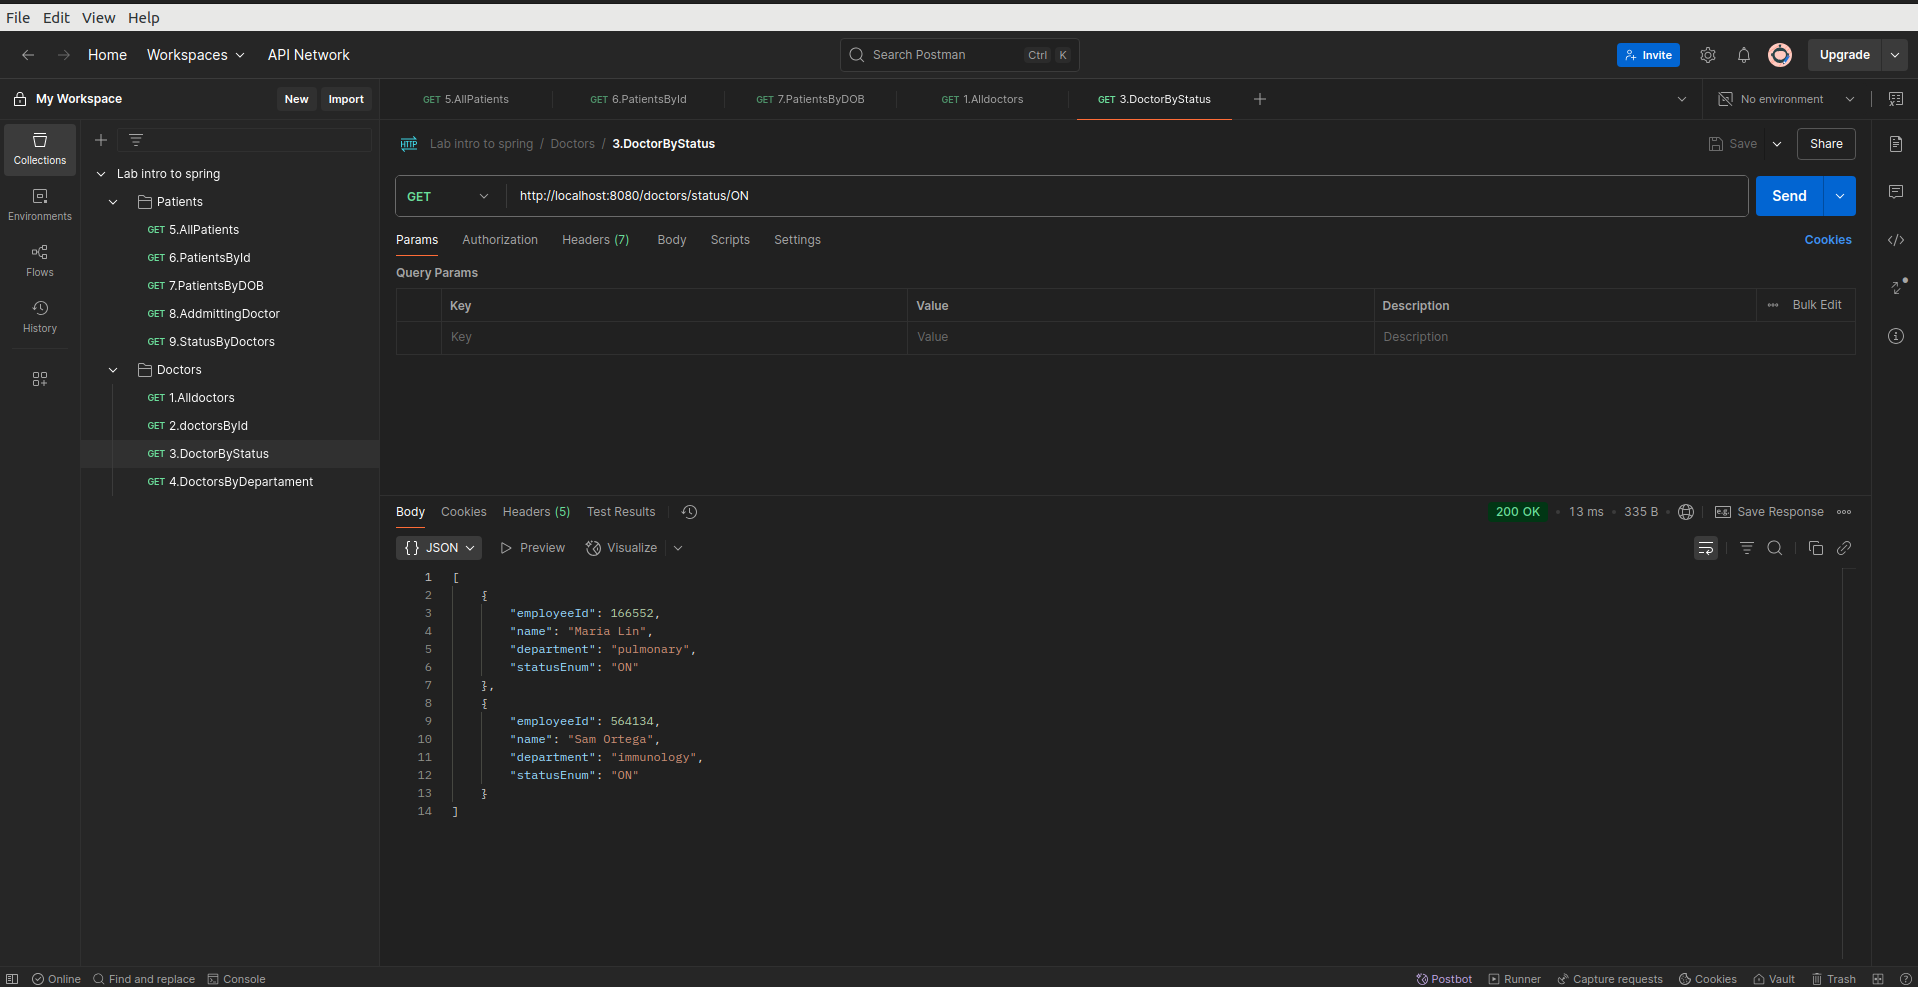 File Edit View Help
Home Workspaces API Network Search Postman Ctrl K Invite Upgrade
My Workspace New Import GET 5.AllPatients GET 6.PatientsById GET 7.PatientsByDOB GET 1.Alldoctors GET 3.DoctorByStatus No environment
Collections
Environments
Flows
History
Lab intro to spring
Patients
GET 5.AllPatients
GET 6.PatientsById
GET 7.PatientsByDOB
GET 8.AddmittingDoctor
GET 9.StatusByDoctors
Doctors
GET 1.Alldoctors
GET 2.doctorsById
GET 3.DoctorByStatus
GET 4.DoctorsByDepartament
HTTP Lab intro to spring / Doctors / 3.DoctorByStatus Save Share
GET http://localhost:8080/doctors/status/ON Send
Params Authorization Headers (7) Body Scripts Settings Cookies
Query Params
Key Value Description Bulk Edit
Key Value Description
Body Cookies Headers (5) Test Results 200 OK 13 ms 335 B e.g. Save Response
{} JSON Preview Visualize
1 [
2 {
3 "employeeId": 166552,
4 "name": "Maria Lin",
5 "department": "pulmonary",
6 "statusEnum": "ON"
7 },
8 {
9 "employeeId": 564134,
10 "name": "Sam Ortega",
11 "department": "immunology",
12 "statusEnum": "ON"
13 }
14 ]
Online Find and replace Console Postbot Runner Capture requests Cookies Vault Trash